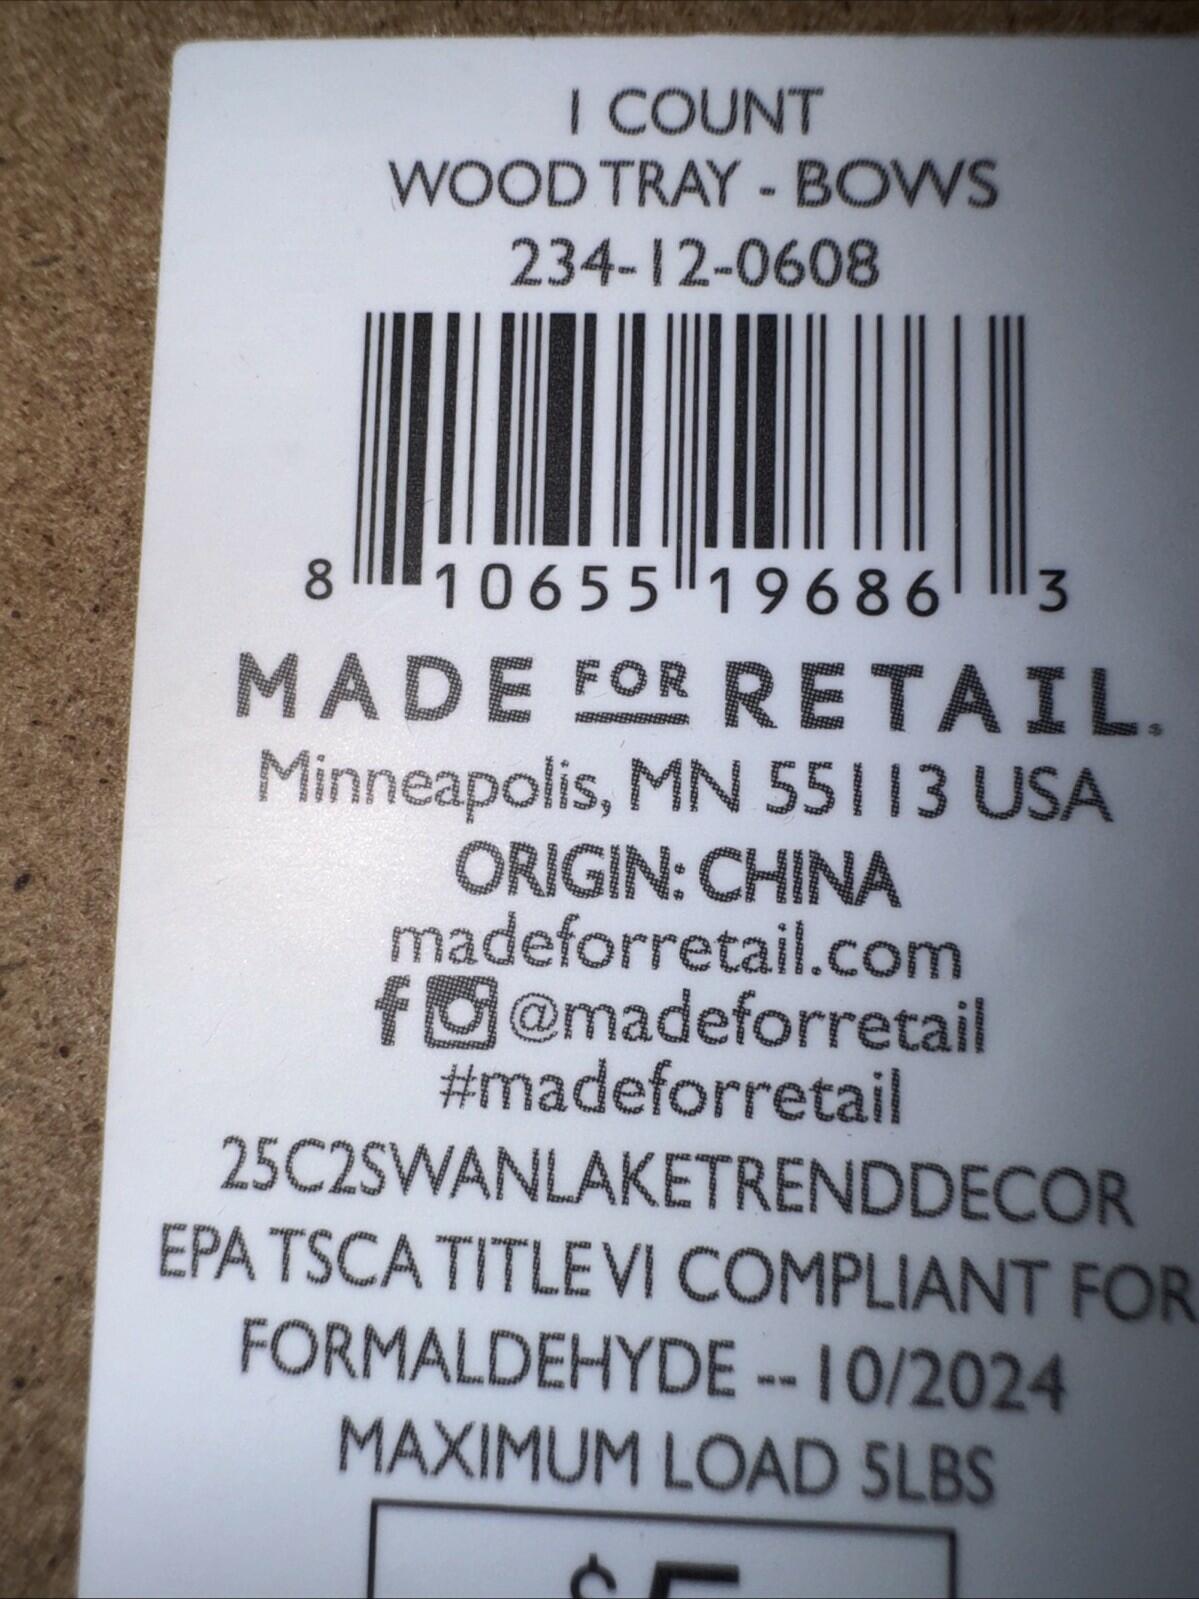 1 COUNT
WOOD TRAY - BOWS
234-12-0608
8 10655 19686 3
MADE FOR RETAIL.
Minneapolis, MN 55113 USA
ORIGIN: CHINA
madeforretail.com
f @madeforretail
#madeforretail
25C2SWANLAKETRENDDECOR
EPA TSCA TITLE VI COMPLIANT FOR
FORMALDEHYDE -- 10/2024
MAXIMUM LOAD 5LBS